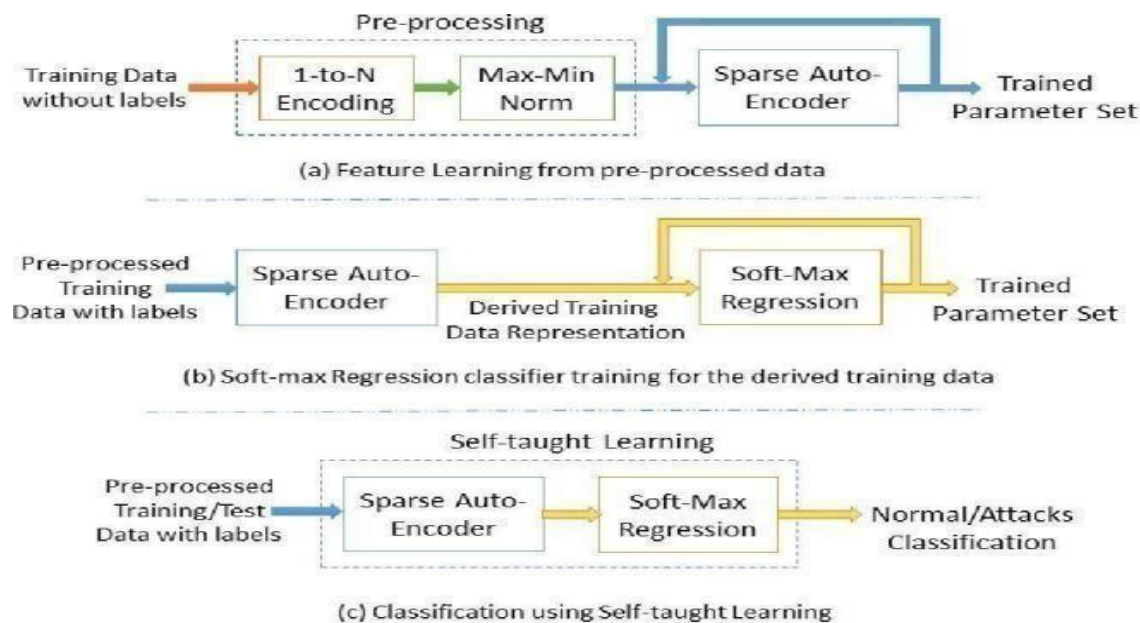 Pre-processing
Training Data
without labels
1-to-N
Encoding
Max-Min
Norm
Sparse Auto-
Encoder
Trained
Parameter Set
(a) Feature Learning from pre-processed data
Pre-processed
Training
Data with labels
Sparse Auto-
Encoder
Derived Training
Data Representation
Soft-Max
Regression
Trained
Parameter Set
(b) Soft-max Regression classifier training for the derived training data
Self-taught Learning
Pre-processed
Training/Test
Data with labels
Sparse Auto-
Encoder
Soft-Max
Regression
Normal/Attacks
Classification
(c) Classification using Self-taught Learning